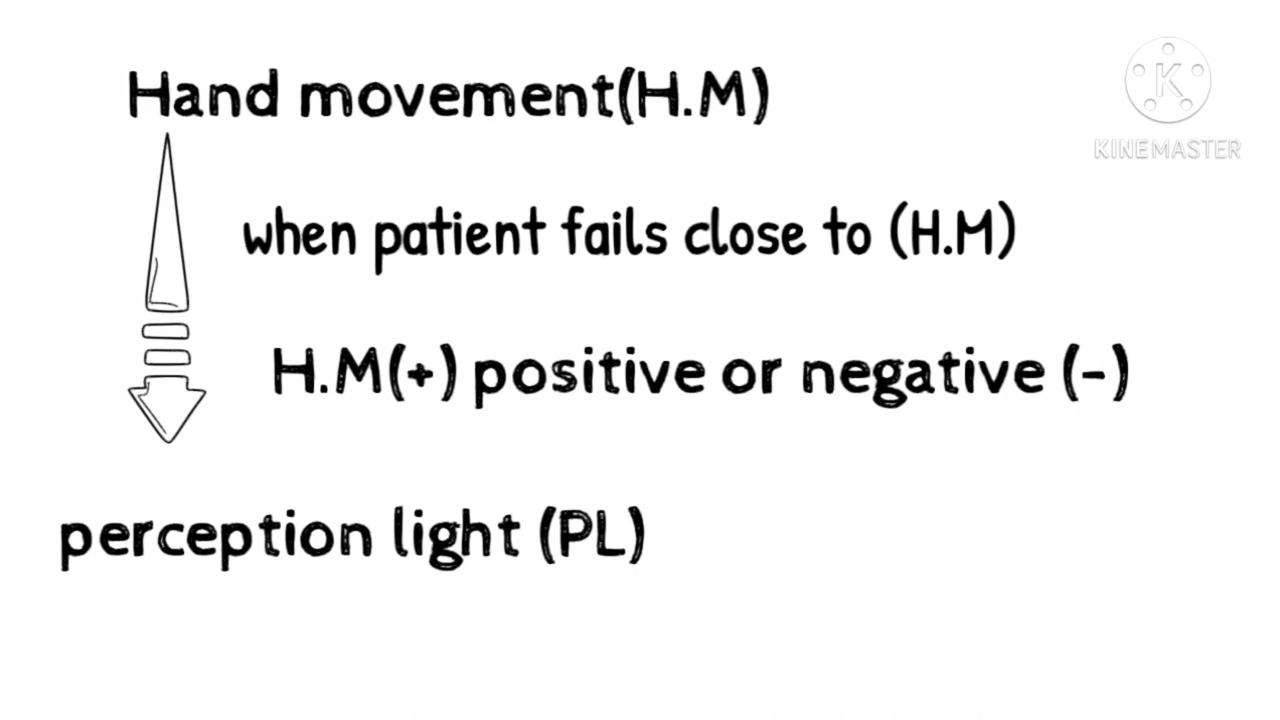 Hand movement(H.M)
KINEMASTER
when patient fails close to (H.M)
H.M(+) positive or negative (-)
perception light (PL)